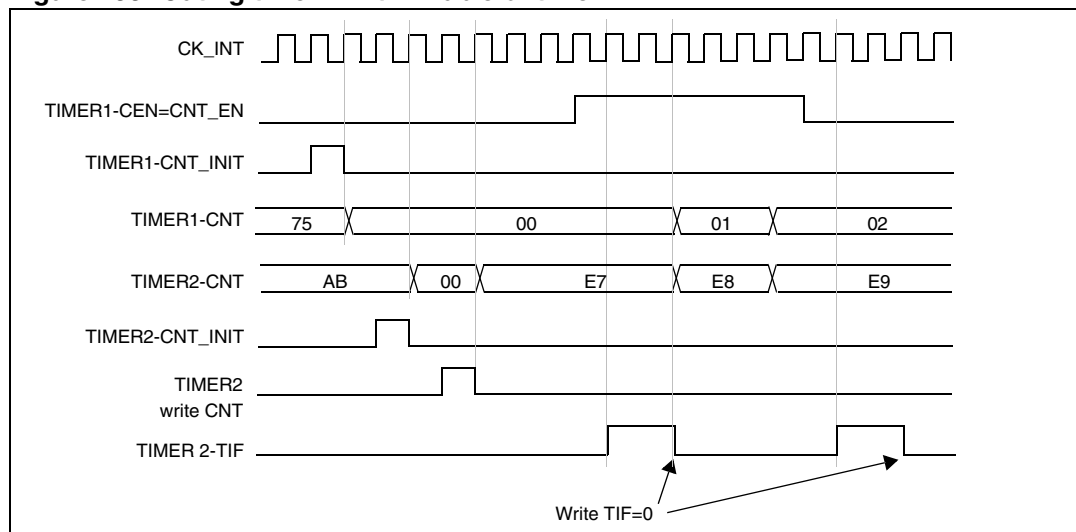 CK_INT
TIMER1-CEN=CNT_EN
TIMER1-CNT_INIT
TIMER1-CNT 75 00 01 02
TIMER2-CNT AB 00 E7 E8 E9
TIMER2-CNT_INIT
TIMER2
write CNT
TIMER 2-TIF
Write TIF=0